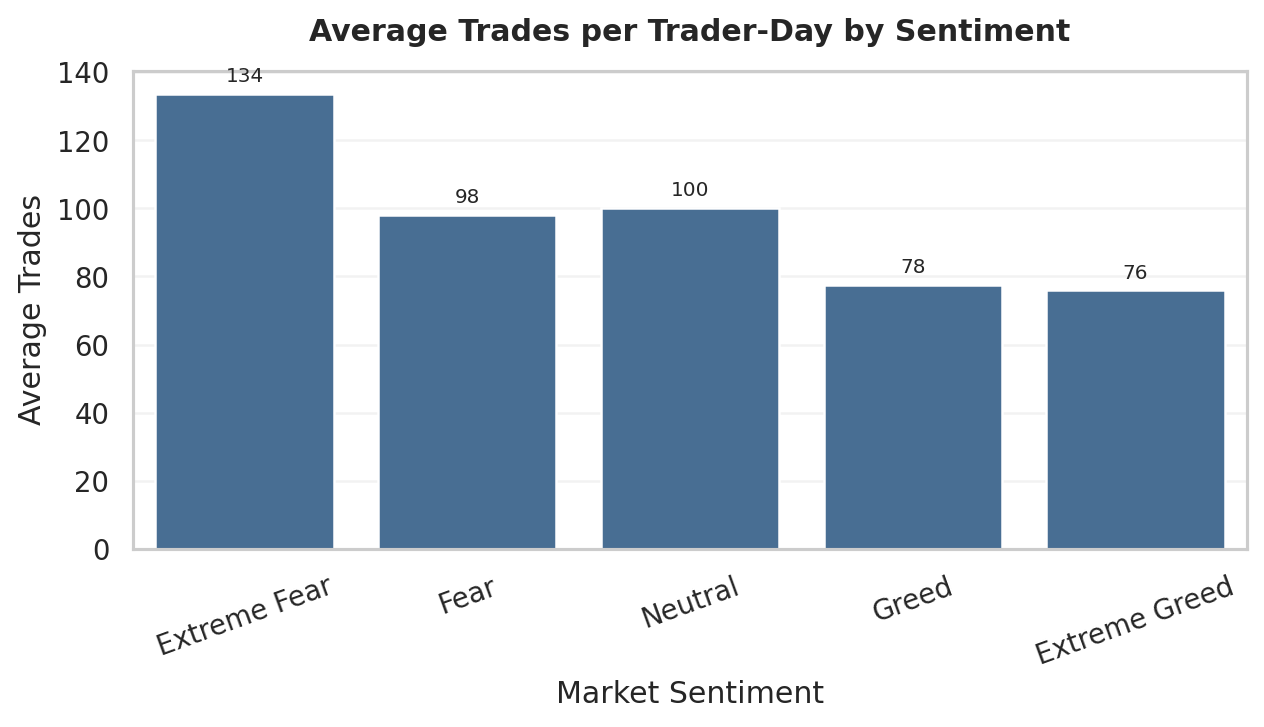 Average Trades per Trader-Day by Sentiment
140
120
100
80
60
40
20
0
Average Trades
134
98
100
78
76
Extreme Fear
Fear
Neutral
Greed
Extreme Greed
Market Sentiment